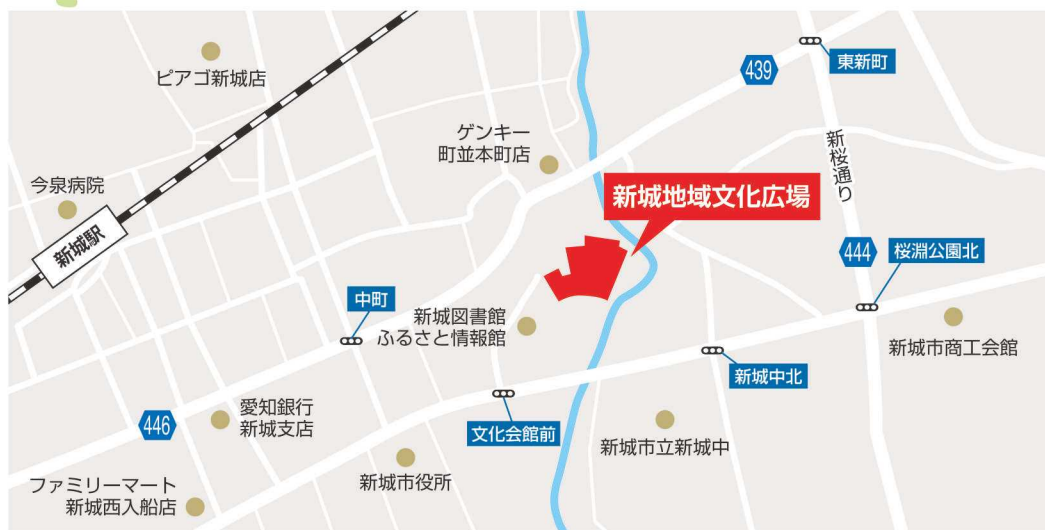 東新町
439
ピアゴ新城店
ゲンキー
町並本町店
新桜通り
今泉病院
新城地域文化広場
新城駅
444
桜淵公園北
中町
新城図書館
ふるさと情報館
新城市商工会館
新城中北
愛知銀行
新城支店
446
文化会館前
新城市立新城中
新城市役所
ファミリーマート
新城西入船店